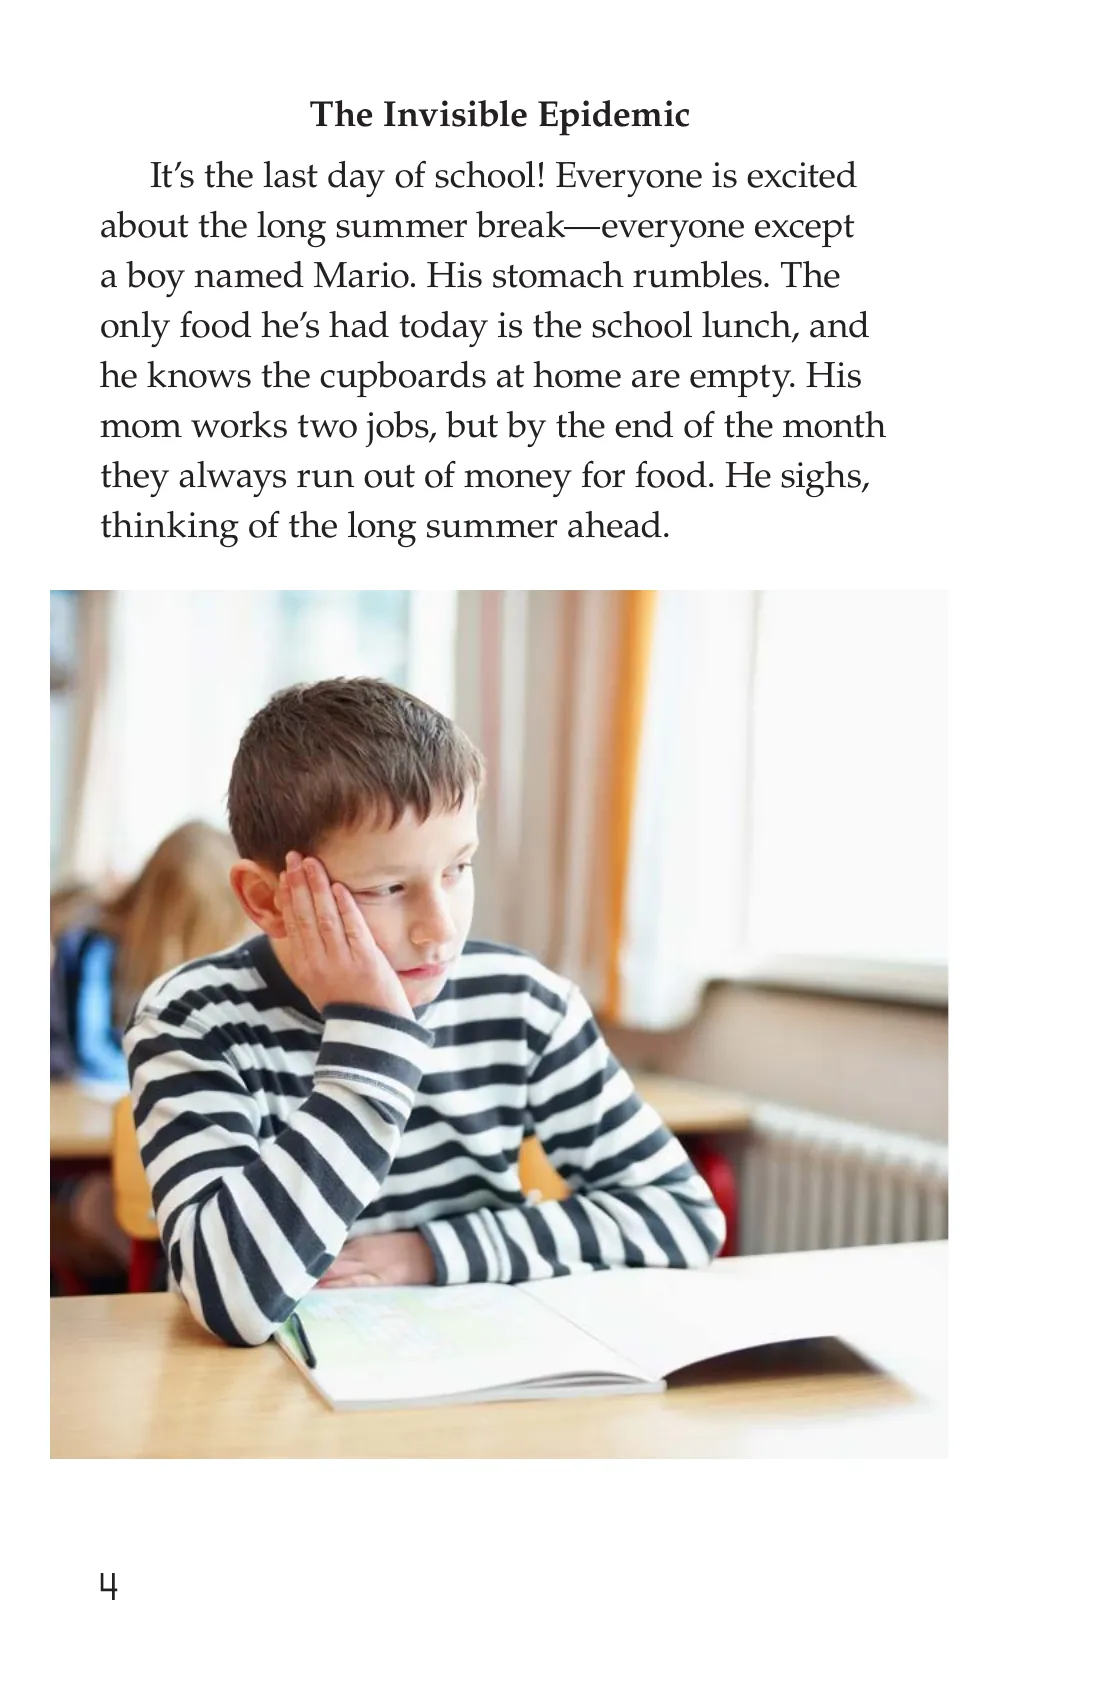 The Invisible Epidemic
It’s the last day of school! Everyone is excited
about the long summer break—everyone except
a boy named Mario. His stomach rumbles. The
only food he’s had today is the school lunch, and
he knows the cupboards at home are empty. His
mom works two jobs, but by the end of the month
they always run out of money for food. He sighs,
thinking of the long summer ahead.
4